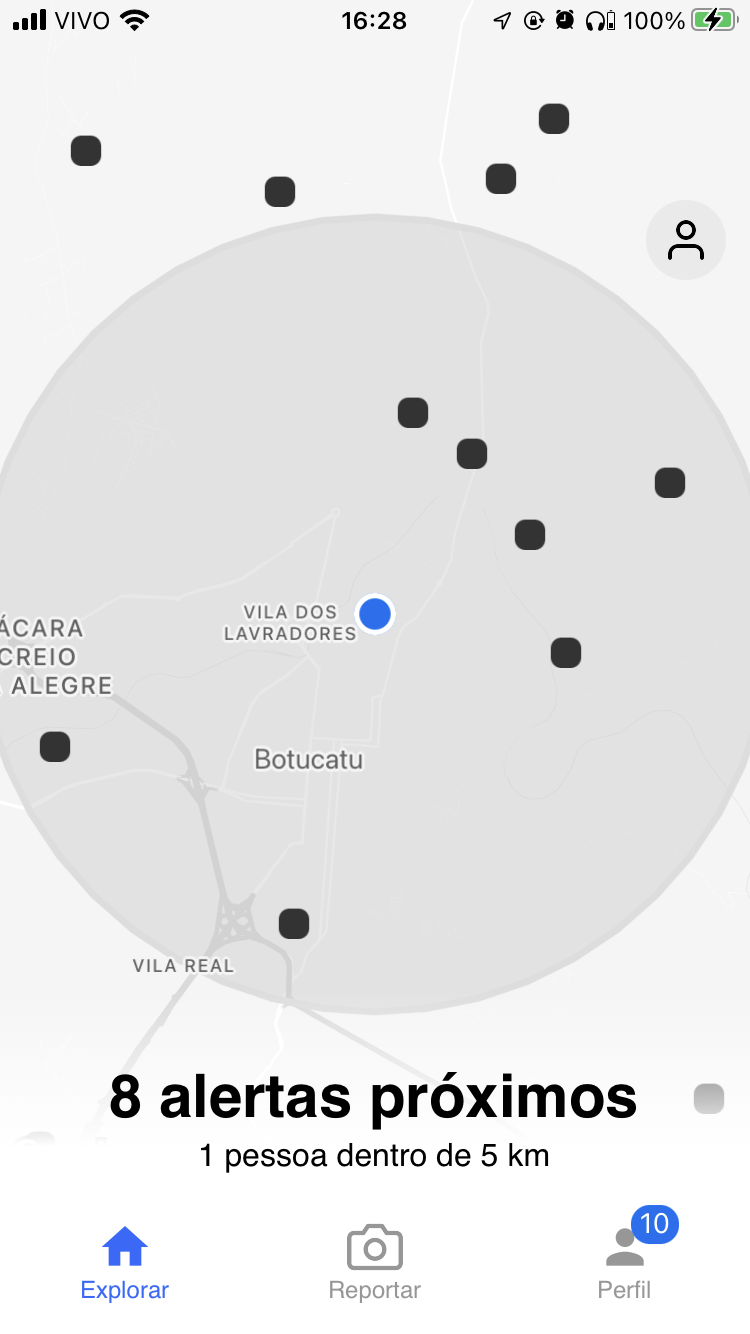 VIVO 16:28 100%
VILA DOS
LAVRADORES
ÁCARA
CREIO
ALEGRE
Botucatu
VILA REAL
8 alertas próximos
1 pessoa dentro de 5 km
10
Explorar Reportar Perfil